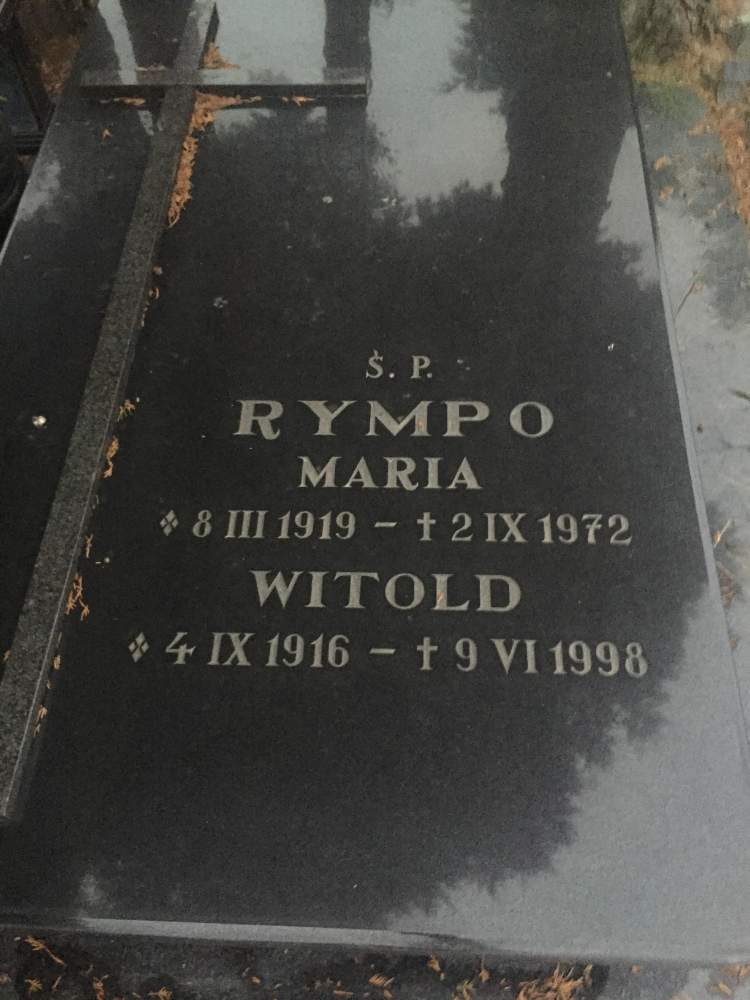 Ś. P.
RYMPO
MARIA
8 III 1919 – † 2 IX 1972
WITOLD
4 IX 1916 – † 9 VI 1998